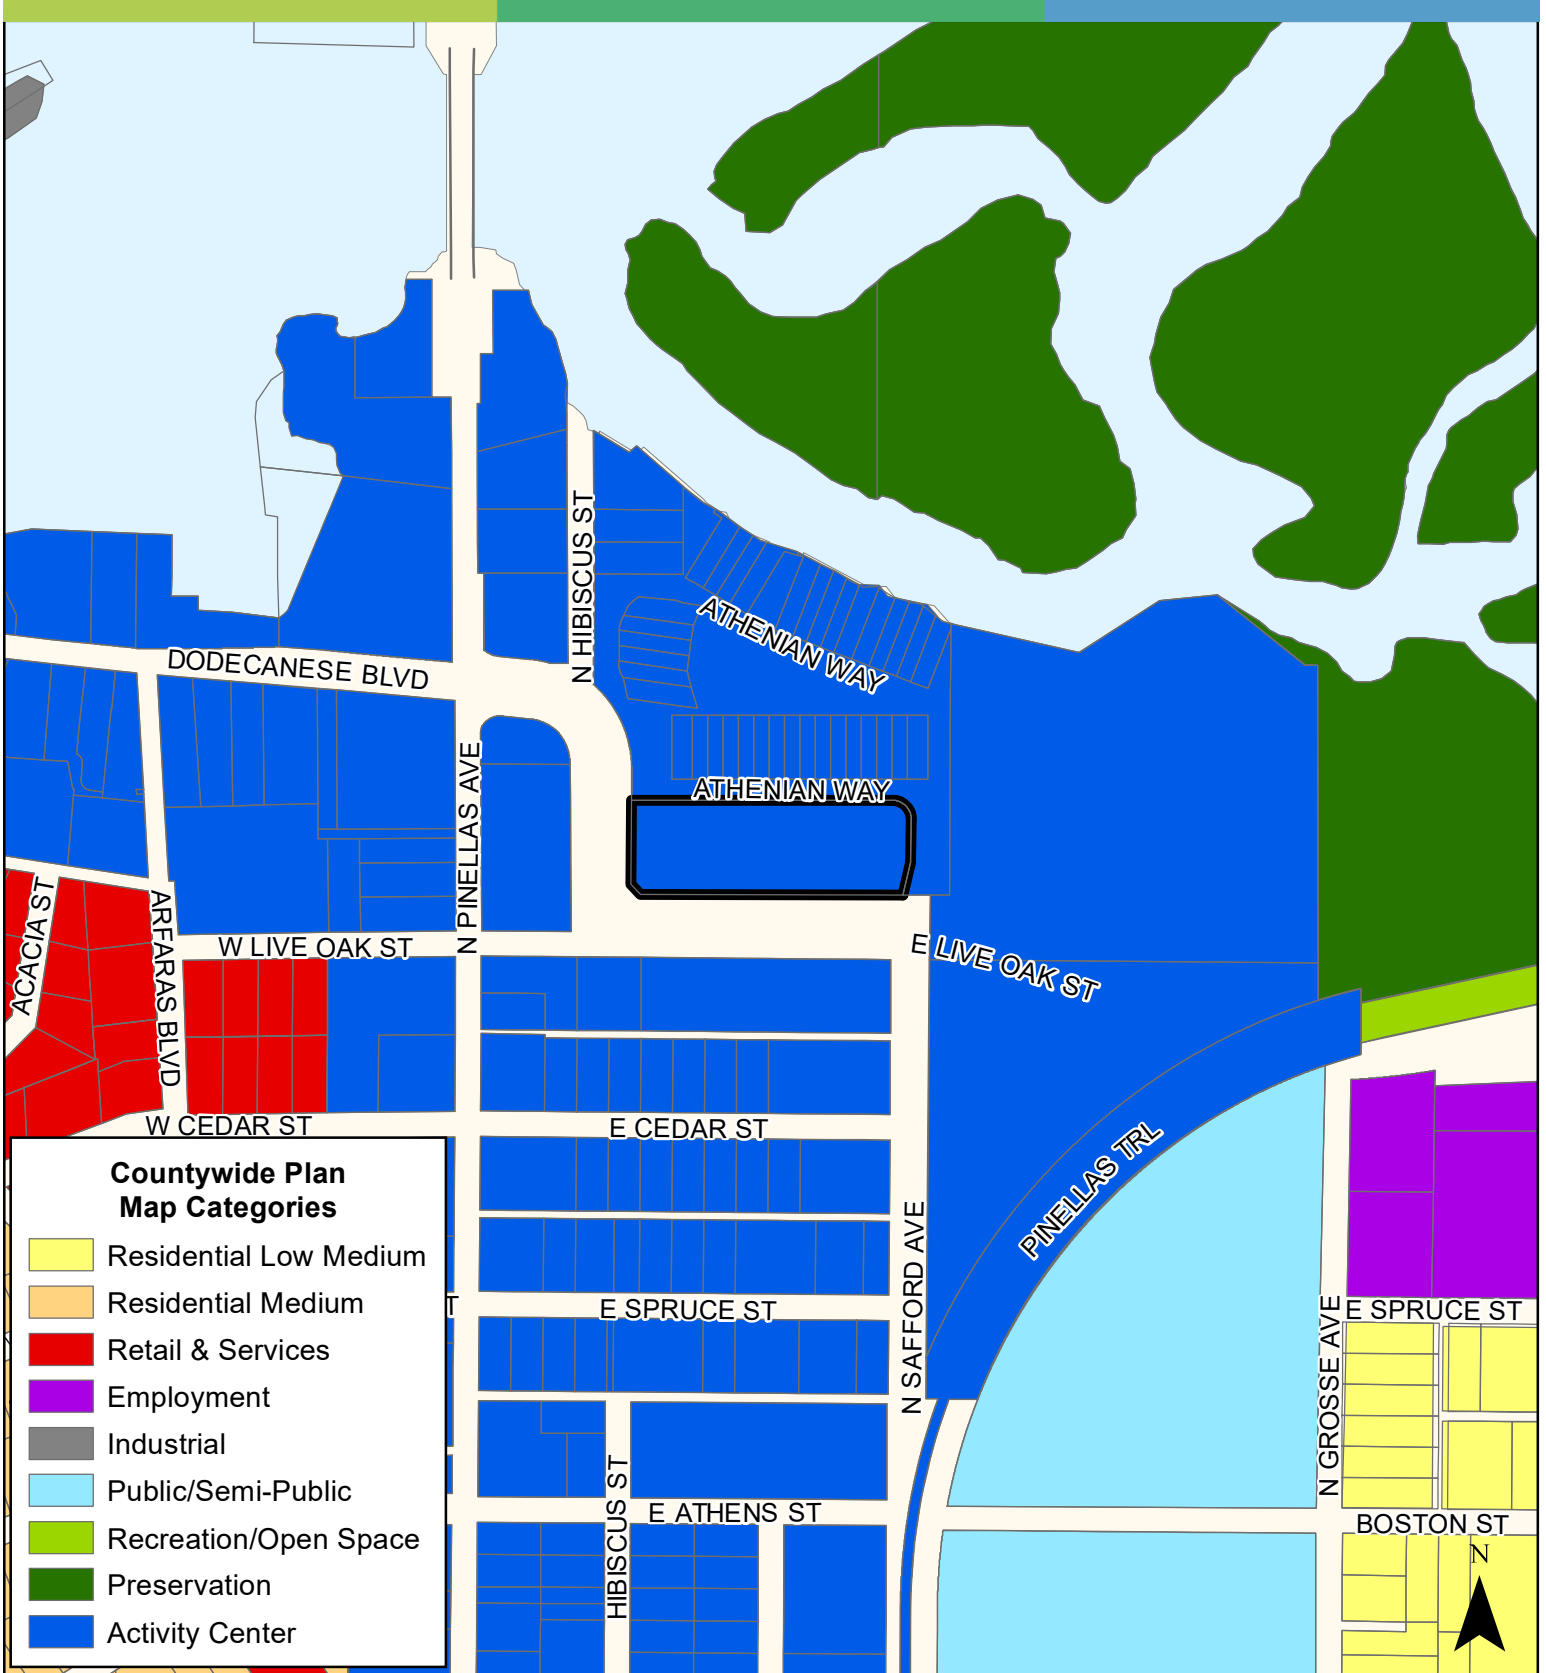 N HIBISCUS ST
ATHENIAN WAY
DODECANESE BLVD
N PINELLAS AVE
ATHENIAN WAY
ACACIA ST
ARFARAS BLVD
W LIVE OAK ST
E LIVE OAK ST
W CEDAR ST
E CEDAR ST
PINELLAS TRL
N SAFFORD AVE
E SPRUCE ST
E SPRUCE ST
N GROSSE AVE
HIBISCUS ST
E ATHENS ST
BOSTON ST
N
Countywide Plan
Map Categories
Residential Low Medium
Residential Medium
Retail & Services
Employment
Industrial
Public/Semi-Public
Recreation/Open Space
Preservation
Activity Center